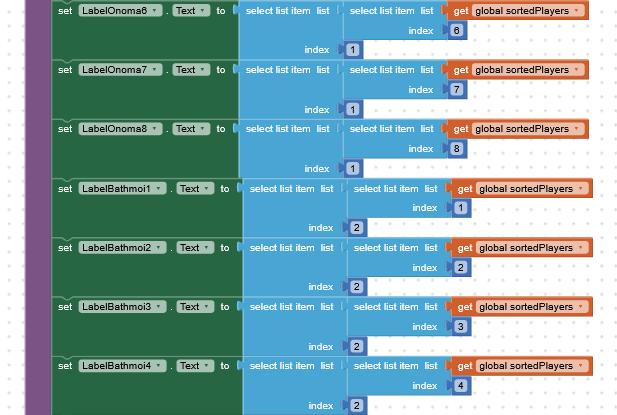 set LabelOnoma6 . Text to select list item list select list item list get global sortedPlayers
index 6
index 1
set LabelOnoma7 . Text to select list item list select list item list get global sortedPlayers
index 7
index 1
set LabelOnoma8 . Text to select list item list select list item list get global sortedPlayers
index 8
index 1
set LabelBathmoi1 . Text to select list item list select list item list get global sortedPlayers
index 1
index 2
set LabelBathmoi2 . Text to select list item list select list item list get global sortedPlayers
index 2
index 2
set LabelBathmoi3 . Text to select list item list select list item list get global sortedPlayers
index 3
index 2
set LabelBathmoi4 . Text to select list item list select list item list get global sortedPlayers
index 4
index 2